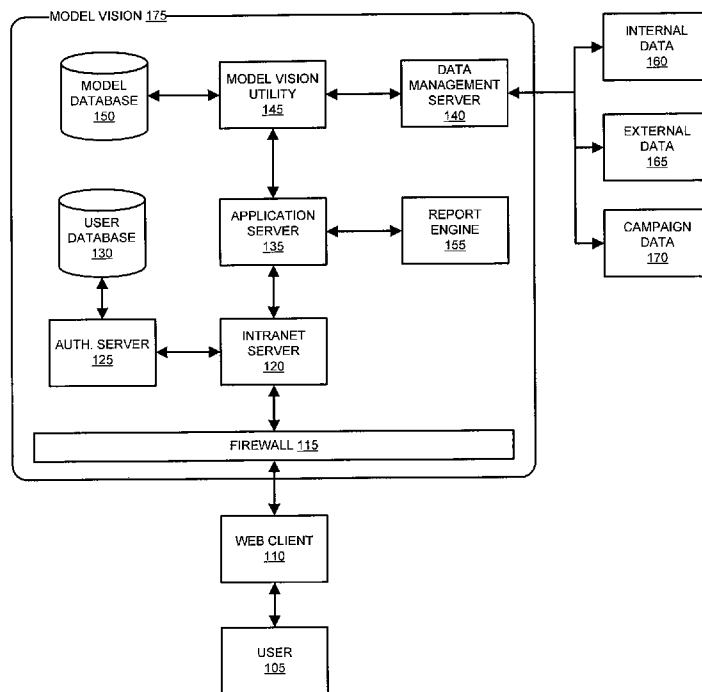 MODEL VISION 175
MODEL
DATABASE
150
MODEL VISION
UTILITY
145
DATA
MANAGEMENT
SERVER
140
INTERNAL
DATA
160
EXTERNAL
DATA
165
CAMPAIGN
DATA
170
USER
DATABASE
130
APPLICATION
SERVER
135
REPORT
ENGINE
155
AUTH. SERVER
125
INTRANET
SERVER
120
FIREWALL 115
WEB CLIENT
110
USER
105